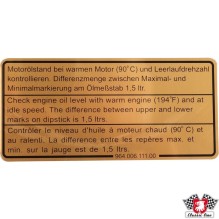 Motorölstand bei warmen Motor (90°C) und Leerlaufdrehzahl
kontrollieren. Differenzmenge zwischen Maximal- und
Minimalmarkierung am Ölmeßstab 1,5 ltr.
Check engine oil level with warm engine (194°F) and at
idle speed. The difference between upper and lower
marks on dipstick is 1,5 ltrs.
Contrôler le niveau d'huile à moteur chaud (90° C) et
au ralenti. La difference entre les repères max. et
min. sur la jauge est de 1,5 ltrs.
964.006.111.00